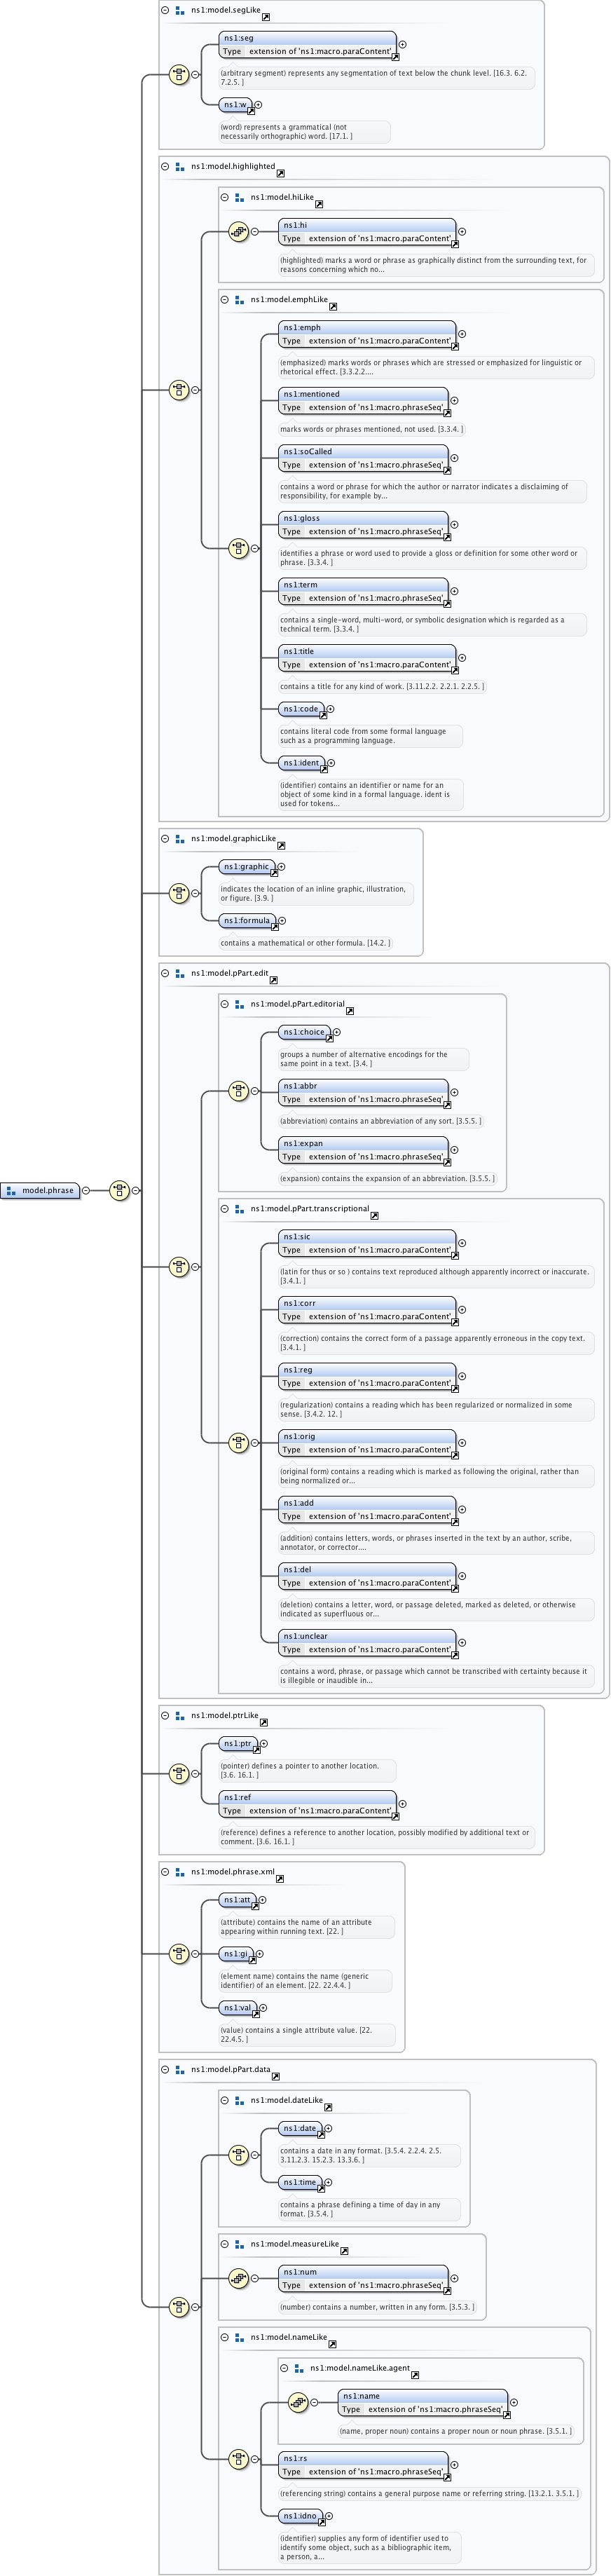 ns1:model.segLike
ns1:seg
Type extension of 'ns1:macro.paraContent'
(arbitrary segment) represents any segmentation of text below the chunk level. [16.3. 6.2.
7.2.5. ]
ns1:w
(word) represents a grammatical (not
necessarily orthographic) word. [17.1. ]
ns1:model.highlighted
ns1:model.hiLike
ns1:hi
Type extension of 'ns1:macro.paraContent'
(highlighted) marks a word or phrase as graphically distinct from the surrounding text, for
reasons concerning which no...
ns1:model.emphLike
ns1:emph
Type extension of 'ns1:macro.paraContent'
(emphasized) marks words or phrases which are stressed or emphasized for linguistic or
rhetorical effect. [3.3.2.2....
ns1:mentioned
Type extension of 'ns1:macro.phraseSeq'
marks words or phrases mentioned, not used. [3.3.4. ]
ns1:soCalled
Type extension of 'ns1:macro.phraseSeq'
contains a word or phrase for which the author or narrator indicates a disclaiming of
responsibility, for example by...
ns1:gloss
Type extension of 'ns1:macro.phraseSeq'
identifies a phrase or word used to provide a gloss or definition for some other word or
phrase. [3.3.4. ]
ns1:term
Type extension of 'ns1:macro.phraseSeq'
contains a single-word, multi-word, or symbolic designation which is regarded as a
technical term. [3.3.4. ]
ns1:title
Type extension of 'ns1:macro.paraContent'
contains a title for any kind of work. [3.11.2.2. 2.2.1. 2.2.5. ]
ns1:code
contains literal code from some formal language
such as a programming language.
ns1:ident
(identifier) contains an identifier or name for an
object of some kind in a formal language. ident is
used for tokens...
ns1:model.graphicLike
ns1:graphic
indicates the location of an inline graphic, illustration,
or figure. [3.9. ]
ns1:formula
contains a mathematical or other formula. [14.2. ]
ns1:model.pPart.edit
ns1:model.pPart.editorial
ns1:choice
groups a number of alternative encodings for the
same point in a text. [3.4. ]
ns1:abbr
Type extension of 'ns1:macro.phraseSeq'
(abbreviation) contains an abbreviation of any sort. [3.5.5. ]
ns1:expan
Type extension of 'ns1:macro.phraseSeq'
(expansion) contains the expansion of an abbreviation. [3.5.5. ]
model.phrase
ns1:model.pPart.transcriptional
ns1:sic
Type extension of 'ns1:macro.paraContent'
(latin for thus or so ) contains text reproduced although apparently incorrect or inaccurate.
[3.4.1. ]
ns1:corr
Type extension of 'ns1:macro.paraContent'
(correction) contains the correct form of a passage apparently erroneous in the copy text.
[3.4.1. ]
ns1:reg
Type extension of 'ns1:macro.paraContent'
(regularization) contains a reading which has been regularized or normalized in some
sense. [3.4.2. 12. ]
ns1:orig
Type extension of 'ns1:macro.paraContent'
(original form) contains a reading which is marked as following the original, rather than
being normalized or...
ns1:add
Type extension of 'ns1:macro.paraContent'
(addition) contains letters, words, or phrases inserted in the text by an author, scribe,
annotator, or corrector....
ns1:del
Type extension of 'ns1:macro.paraContent'
(deletion) contains a letter, word, or passage deleted, marked as deleted, or otherwise
indicated as superfluous or...
ns1:unclear
Type extension of 'ns1:macro.paraContent'
contains a word, phrase, or passage which cannot be transcribed with certainty because it
is illegible or inaudible in...
ns1:model.ptrLike
ns1:ptr
(pointer) defines a pointer to another location.
[3.6. 16.1. ]
ns1:ref
Type extension of 'ns1:macro.paraContent'
(reference) defines a reference to another location, possibly modified by additional text or
comment. [3.6. 16.1. ]
ns1:model.phrase.xml
ns1:att
(attribute) contains the name of an attribute
appearing within running text. [22. ]
ns1:gi
(element name) contains the name (generic
identifier) of an element. [22. 22.4.4. ]
ns1:val
(value) contains a single attribute value. [22.
22.4.5. ]
ns1:model.pPart.data
ns1:model.dateLike
ns1:date
contains a date in any format. [3.5.4. 2.2.4. 2.5.
3.11.2.3. 15.2.3. 13.3.6. ]
ns1:time
contains a phrase defining a time of day in any
format. [3.5.4. ]
ns1:model.measureLike
ns1:num
Type extension of 'ns1:macro.phraseSeq'
(number) contains a number, written in any form. [3.5.3. ]
ns1:model.nameLike
ns1:model.nameLike.agent
ns1:name
Type extension of 'ns1:macro.phraseSeq'
(name, proper noun) contains a proper noun or noun phrase. [3.5.1. ]
ns1:rs
Type extension of 'ns1:macro.phraseSeq'
(referencing string) contains a general purpose name or referring string. [13.2.1. 3.5.1. ]
ns1:idno
(identifier) supplies any form of identifier used to
identify some object, such as a bibliographic item,
a person, a...